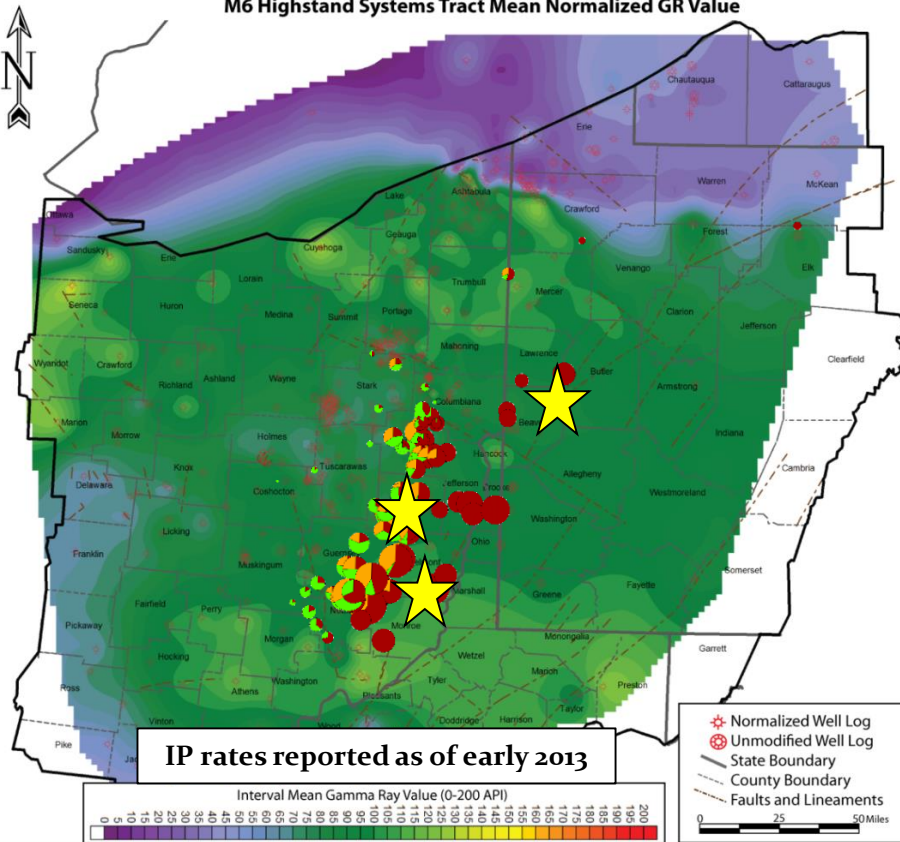 M6 Highstand Systems Tract Mean Normalized GR Value
N
Chautauqua
Cattaraugus
Erie
Warren
McKean
Lake
Ashtabula
Crawford
Forest
Sandusky
Erie
Cuyahoga
Geauga
Elk
Lorain
Trumbull
Venango
Seneca
Huron
Medina
Summit
Portage
Mercer
Clarion
Jefferson
Mahoning
Lawrence
Clearfield
Wyandot
Crawford
Richland
Ashland
Wayne
Stark
Butler
Armstrong
Columbiana
Marion
Morrow
Holmes
Indiana
Hancock
Knox
Tuscarawas
Cambria
Delaware
Coshocton
Allegheny
Westmoreland
Licking
Washington
Franklin
Ohio
Muskingum
Somerset
Marshall
Greene
Fayette
Fairfield
Perry
Pickaway
Monroe
Morgan
Monongalia
Garrett
Hocking
Wetzel
Marion
Ross
Athens
Washington
Tyler
Preston
Pleasants
Taylor
Vinton
Doddridge
Harrison
Pike
IP rates reported as of early 2013
Normalized Well Log
Unmodified Well Log
State Boundary
County Boundary
Faults and Lineaments
0 25 50 Miles
Interval Mean Gamma Ray Value (0-200 API)
0 5 10 15 20 25 30 35 40 45 50 55 60 65 70 75 80 85 90 95 100 105 110 115 120 125 130 135 140 145 150 155 160 165 170 175 180 185 190 195 200